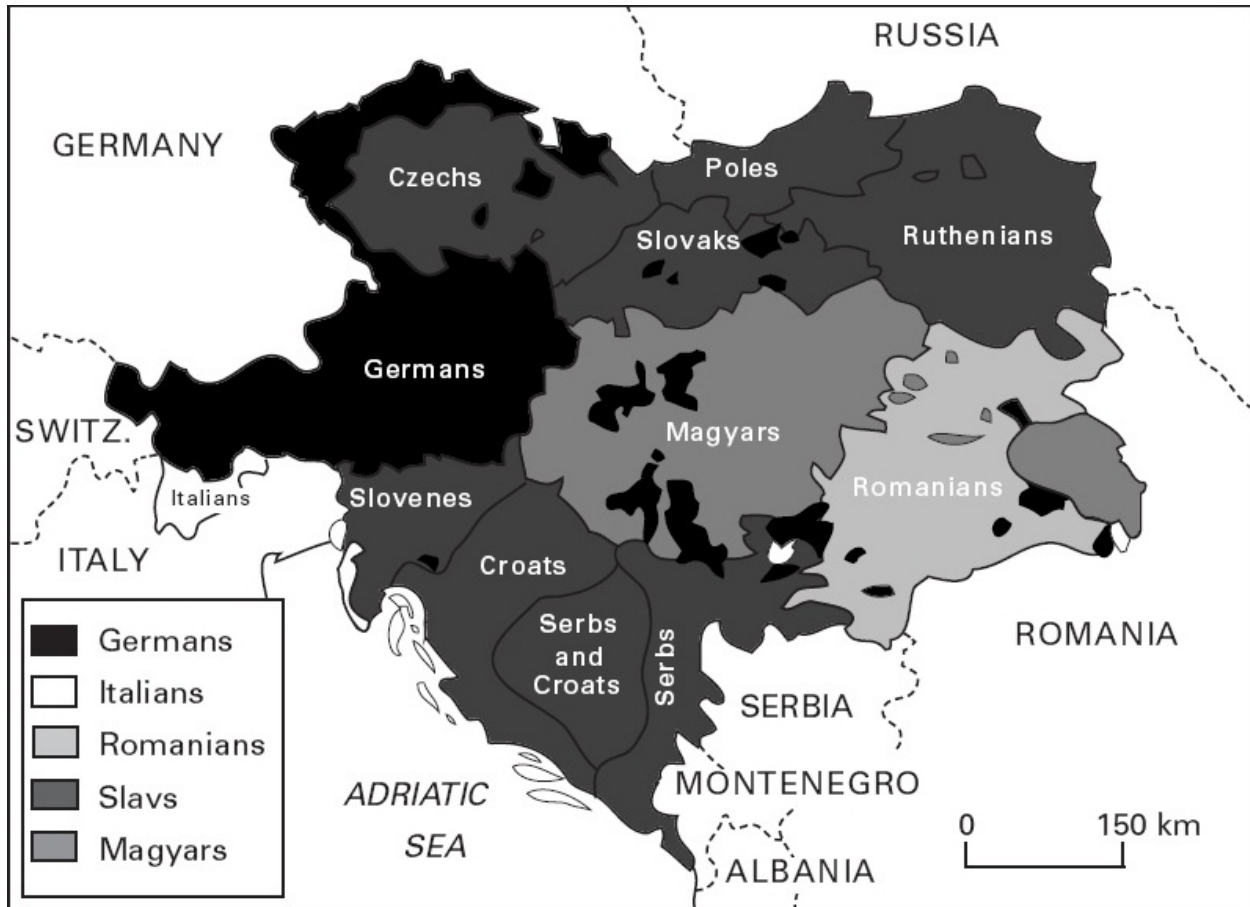 RUSSIA
GERMANY
Czechs
Poles
Slovaks
Ruthenians
Germans
SWITZ.
Magyars
Italians
Slovenes
Romanians
ITALY
Croats
Serbs
and
Croats
Serbs
ROMANIA
SERBIA
MONTENEGRO
ADRIATIC
SEA
ALBANIA
0 150 km
Germans
Italians
Romanians
Slavs
Magyars